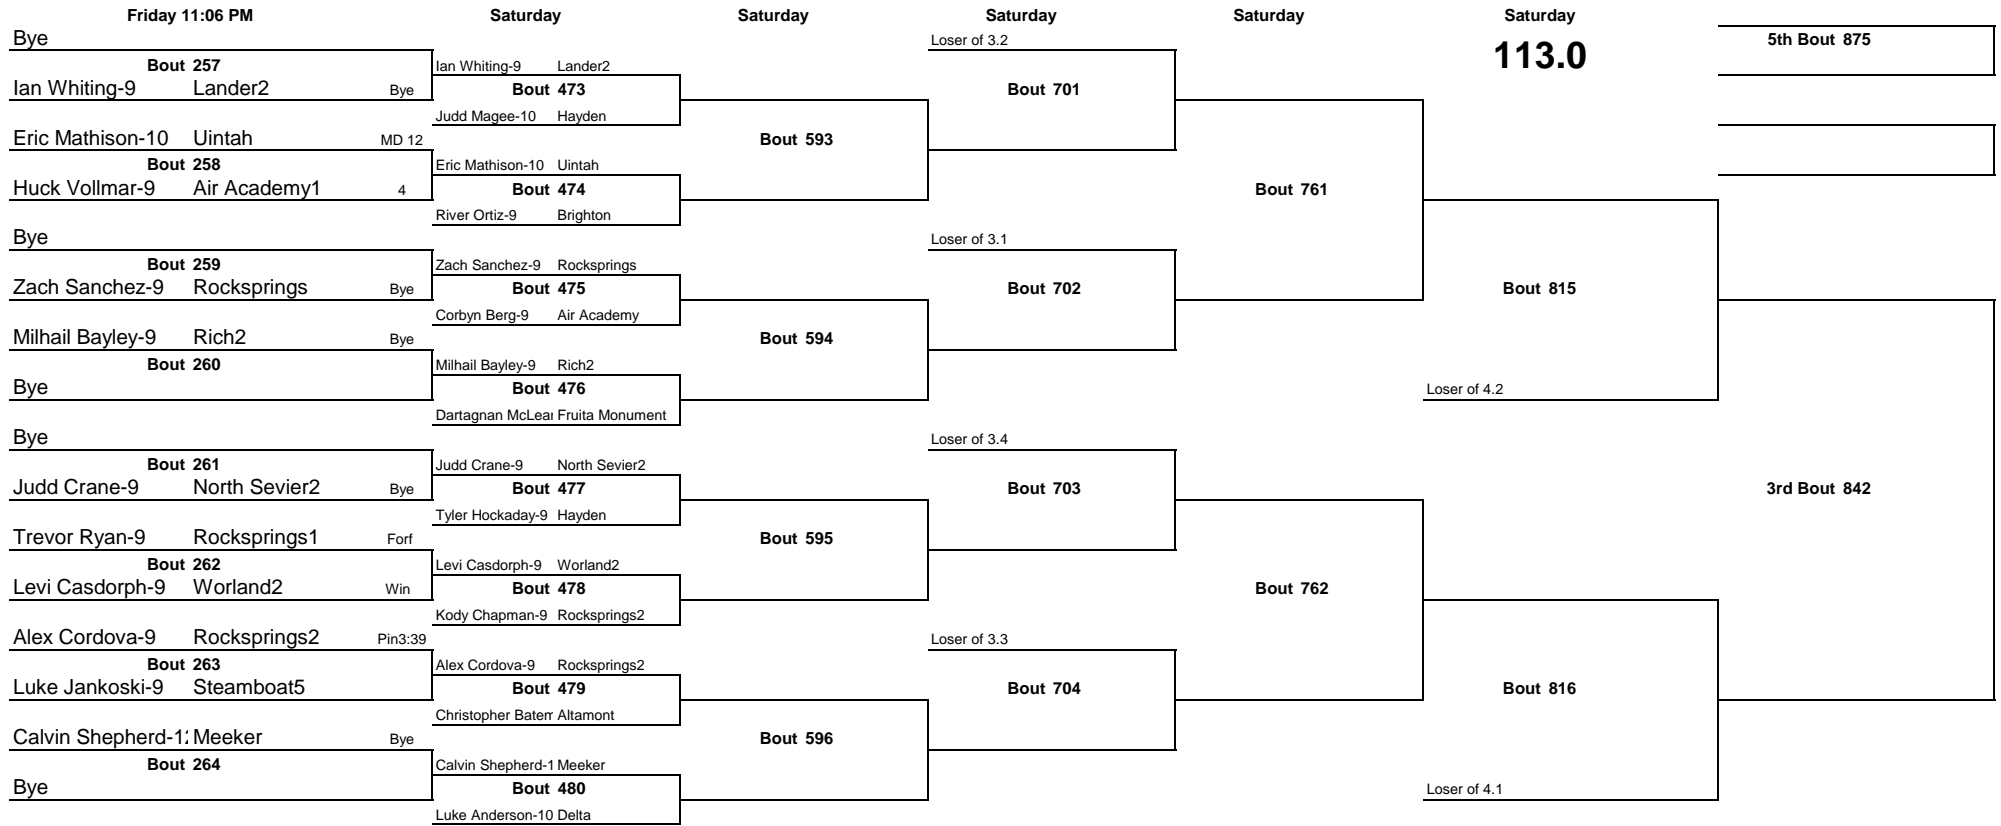 Friday 11:06 PM Saturday Saturday Saturday Saturday Saturday
Bye
Loser of 3.2
5th Bout 875
113.0
Bout 257
Ian Whiting-9 Lander2
Ian Whiting-9 Lander2 Bye
Bout 473
Bout 701
Judd Magee-10 Hayden
Eric Mathison-10 Uintah MD 12
Bout 593
Bout 258
Eric Mathison-10 Uintah
Huck Vollmar-9 Air Academy1 4
Bout 474
Bout 761
River Ortiz-9 Brighton
Bye
Loser of 3.1
Bout 259
Zach Sanchez-9 Rocksprings
Zach Sanchez-9 Rocksprings Bye
Bout 475
Bout 702
Bout 815
Corbyn Berg-9 Air Academy
Milhail Bayley-9 Rich2 Bye
Bout 594
Bout 260
Milhail Bayley-9 Rich2
Bye
Bout 476
Loser of 4.2
Dartagnan McLear Fruita Monument
Bye
Loser of 3.4
Bout 261
Judd Crane-9 North Sevier2
Judd Crane-9 North Sevier2 Bye
Bout 477
Bout 703
3rd Bout 842
Tyler Hockaday-9 Hayden
Trevor Ryan-9 Rocksprings1 Forf
Bout 595
Bout 262
Levi Casdorph-9 Worland2
Levi Casdorph-9 Worland2 Win
Bout 478
Bout 762
Kody Chapman-9 Rocksprings2
Alex Cordova-9 Rocksprings2 Pin3:39
Loser of 3.3
Bout 263
Alex Cordova-9 Rocksprings2
Luke Jankoski-9 Steamboat5
Bout 479
Bout 704
Bout 816
Christopher Batem Altamont
Calvin Shepherd-12 Meeker Bye
Bout 596
Bout 264
Calvin Shepherd-1 Meeker
Bye
Bout 480
Loser of 4.1
Luke Anderson-10 Delta